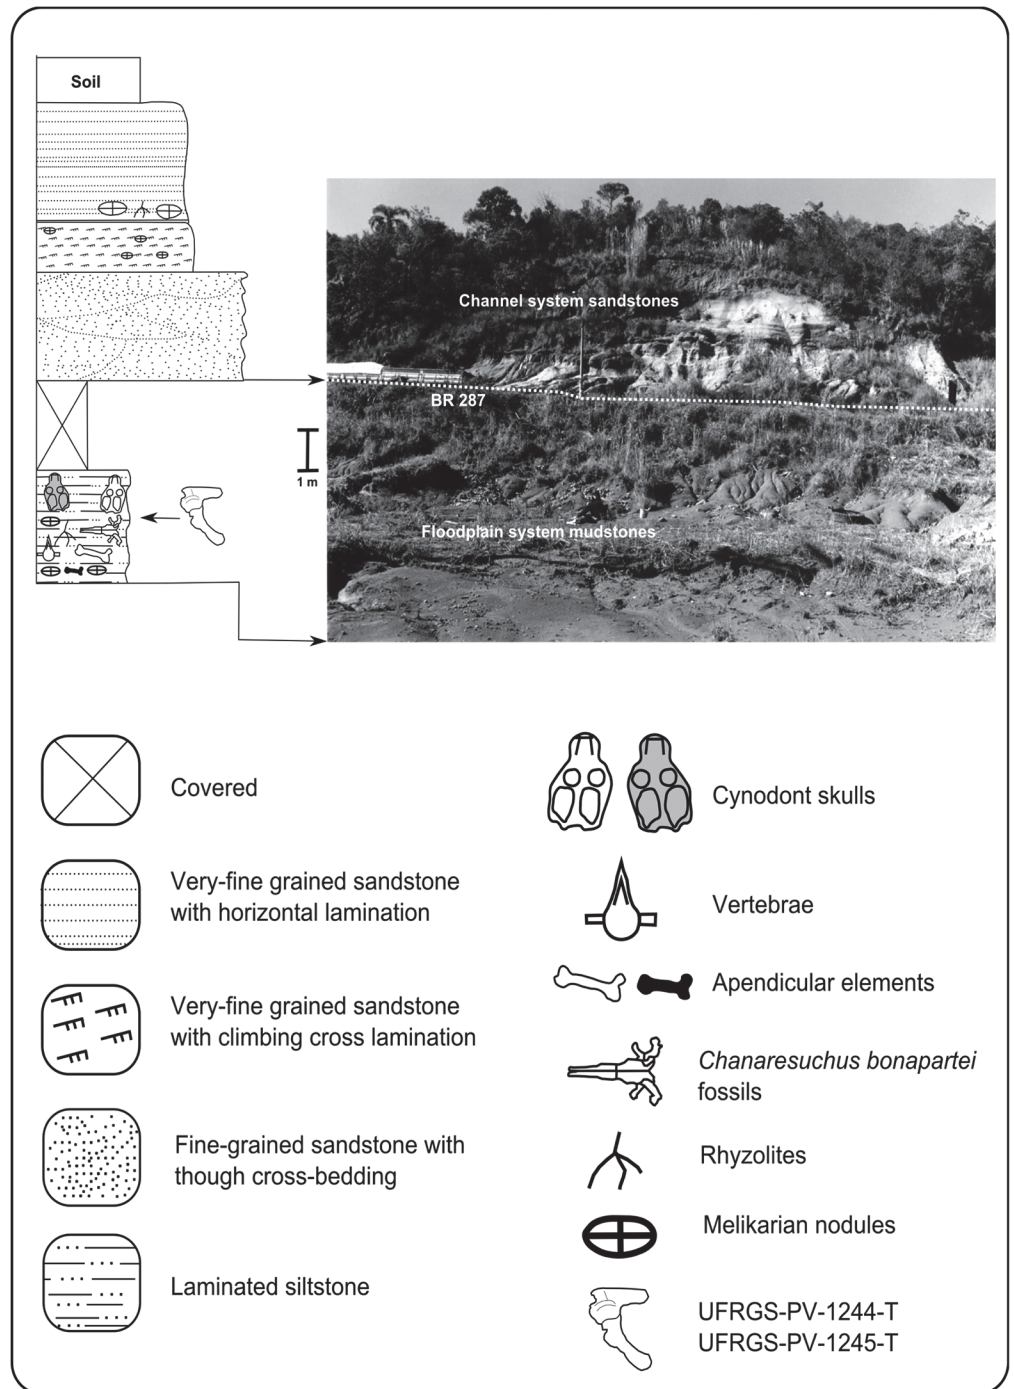 Soil
Channel system sandstones
BR 287
1 m
Floodplain system mudstones
Covered
Very-fine grained sandstone
with horizontal lamination
Very-fine grained sandstone
with climbing cross lamination
Fine-grained sandstone with
though cross-bedding
Laminated siltstone
Cynodont skulls
Vertebrae
Apendicular elements
Chanaresuchus bonapartei
fossils
Rhyzolites
Melikarian nodules
UFRGS-PV-1244-T
UFRGS-PV-1245-T